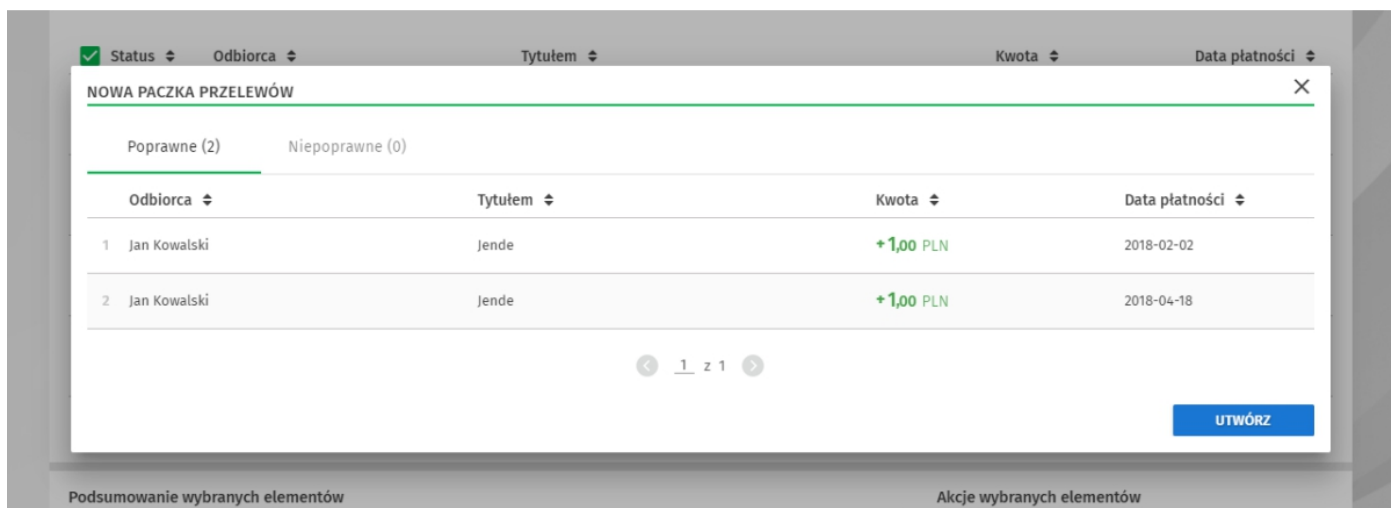 Status Odbiorca Tytułem Kwota Data płatności
NOWA PACZKA PRZELEWÓW
Poprawne (2) Niepoprawne (0)
Odbiorca Tytułem Kwota Data płatności
1 Jan Kowalski Jende +1,00 PLN 2018-02-02
2 Jan Kowalski Jende +1,00 PLN 2018-04-18
1 z 1
UTWÓRZ
Podsumowanie wybranych elementów Akcje wybranych elementów